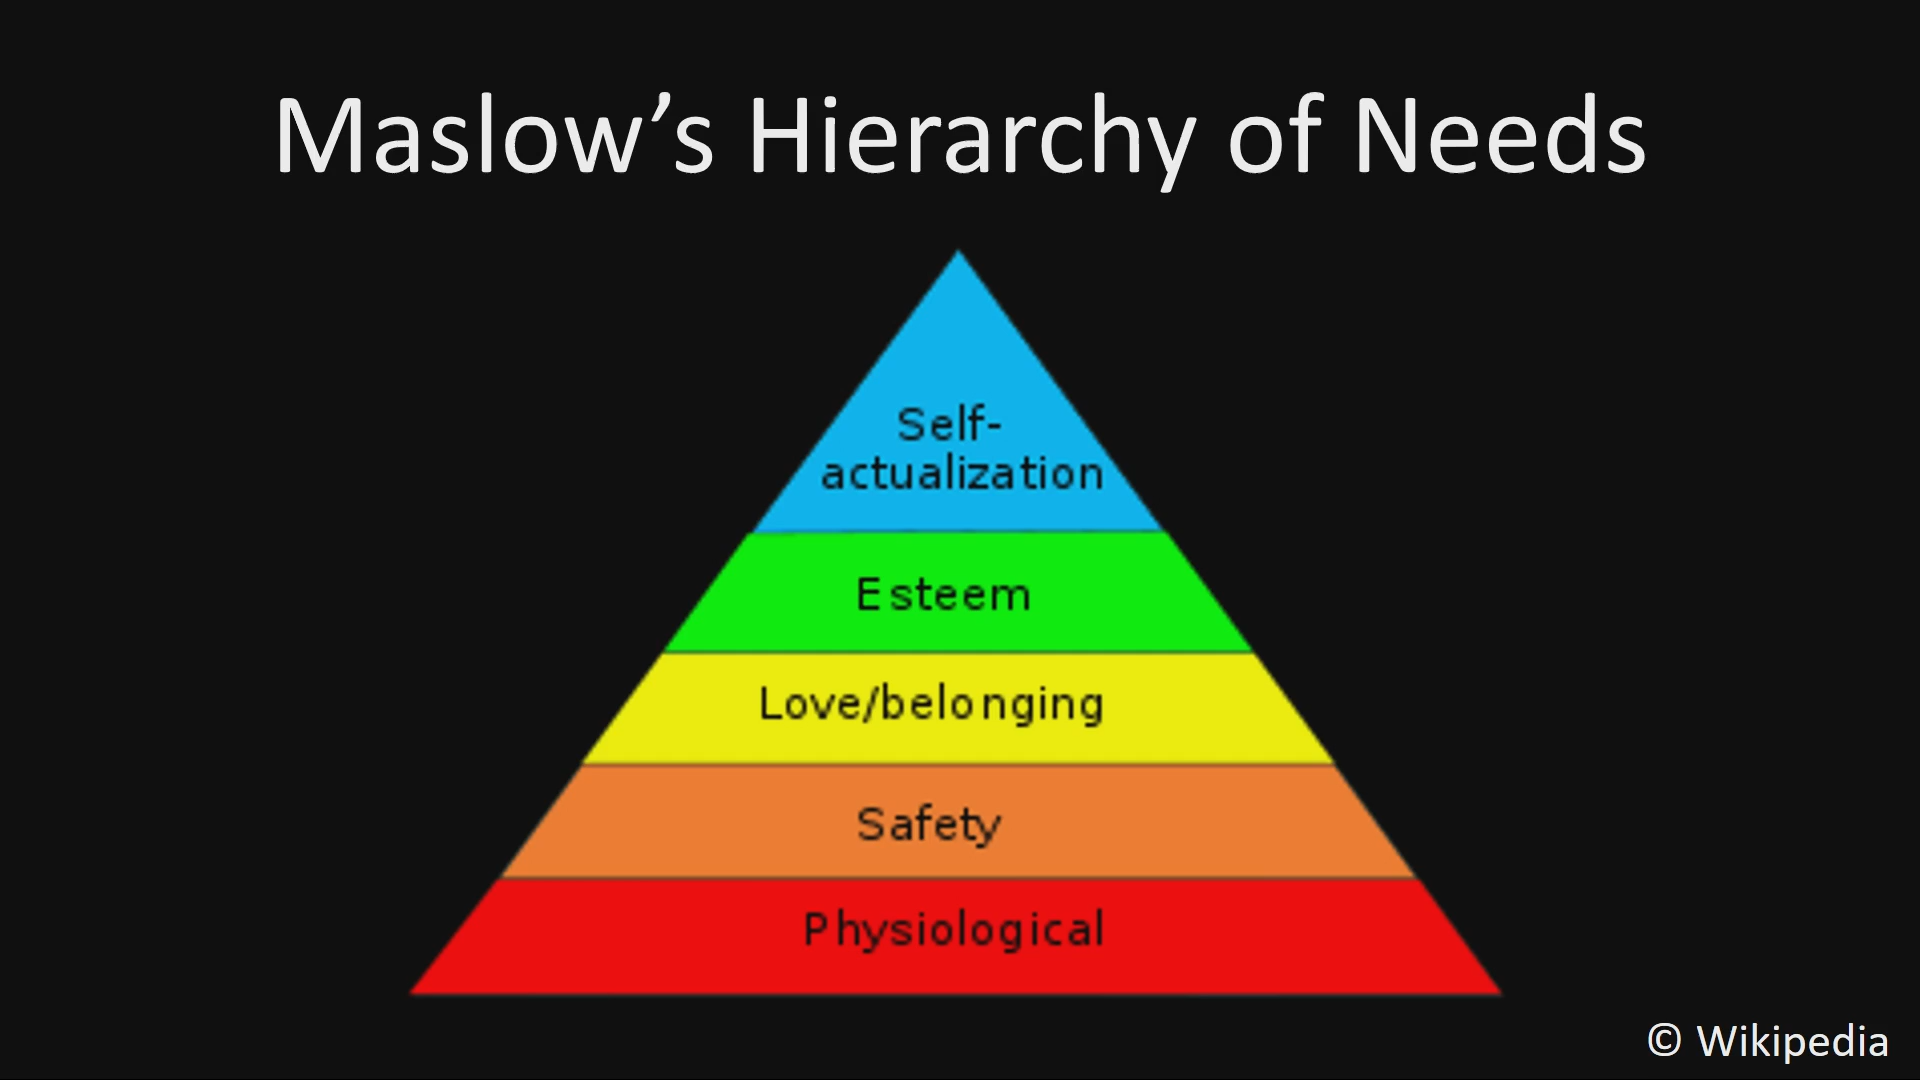 Maslow’s Hierarchy of Needs
Self-
actualization
Esteem
Love/belonging
Safety
Physiological
© Wikipedia